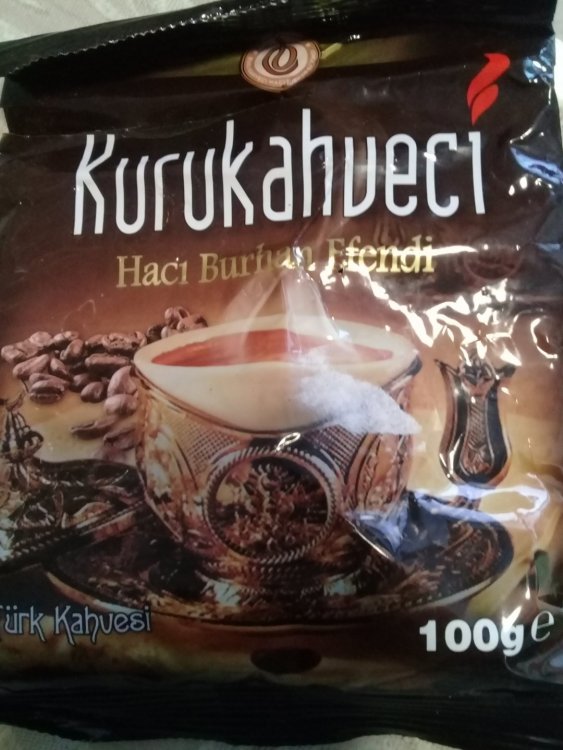 Kurukahveci
Hacı Burhan Efendi
Türk Kahvesi
100g e